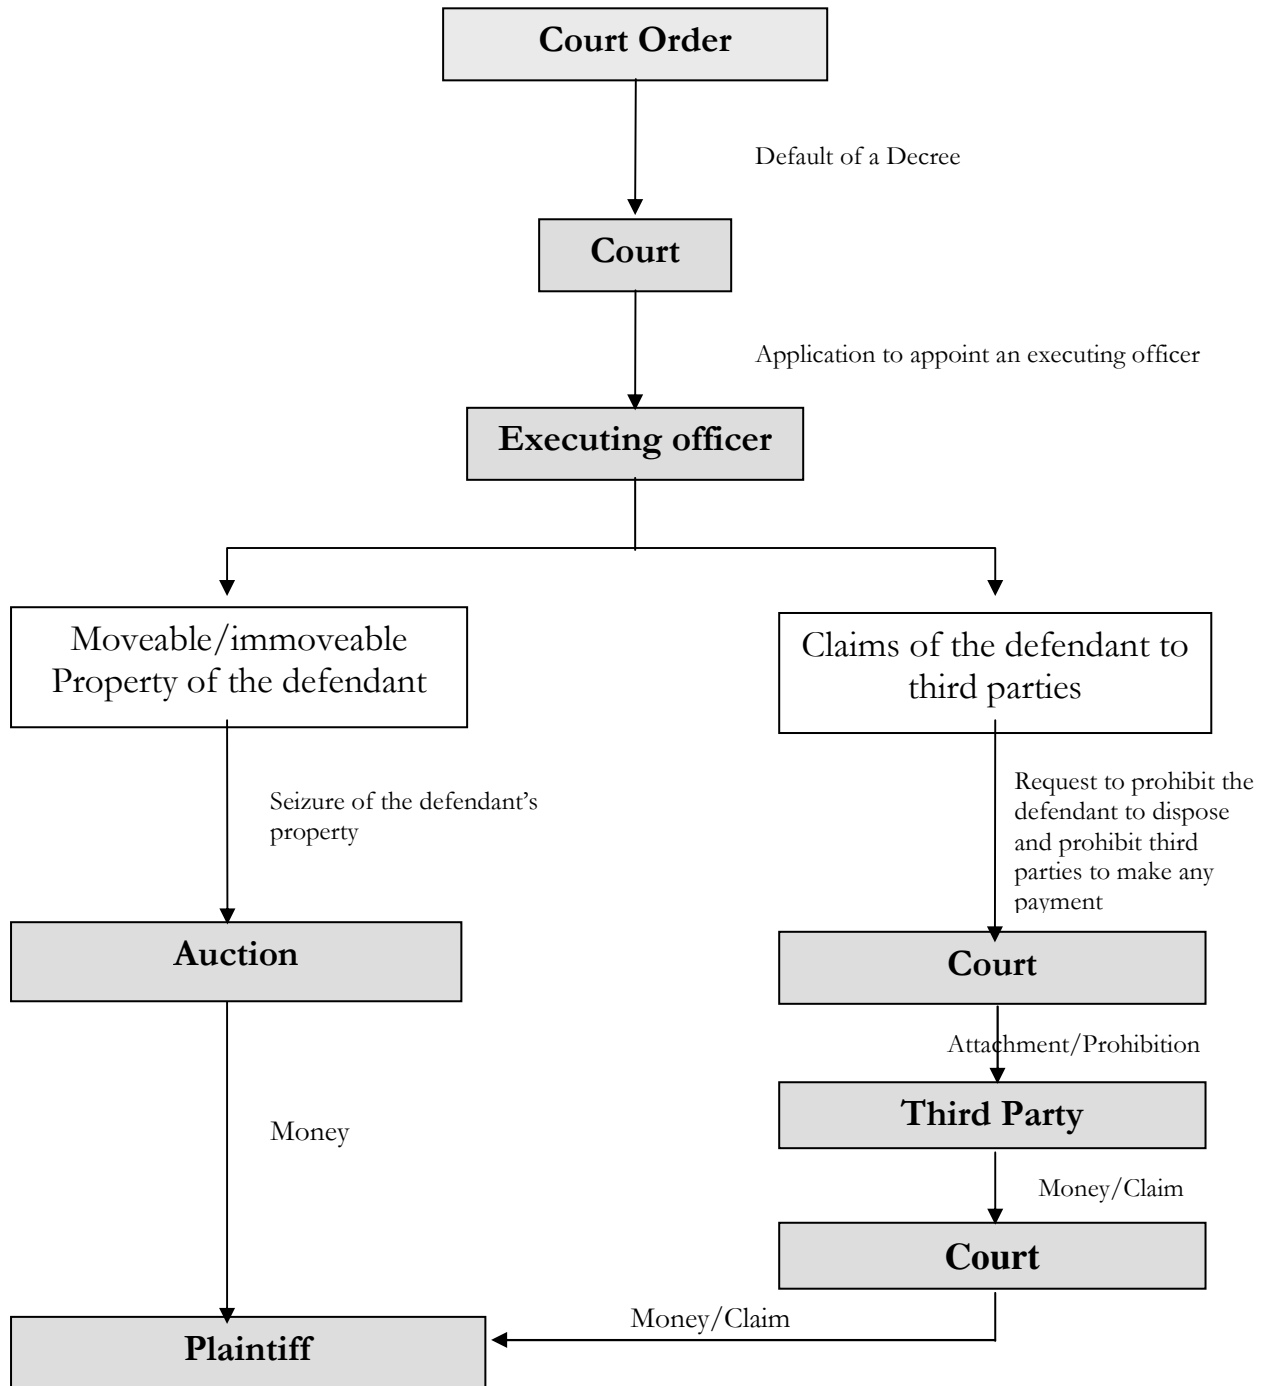 Court Order
Default of a Decree
Court
Application to appoint an executing officer
Executing officer
Moveable/immoveable
Property of the defendant
Claims of the defendant to
third parties
Seizure of the defendant's
property
Request to prohibit the
defendant to dispose
and prohibit third
parties to make any
payment
Auction
Court
Attachment/Prohibition
Third Party
Money
Money/Claim
Court
Money/Claim
Plaintiff